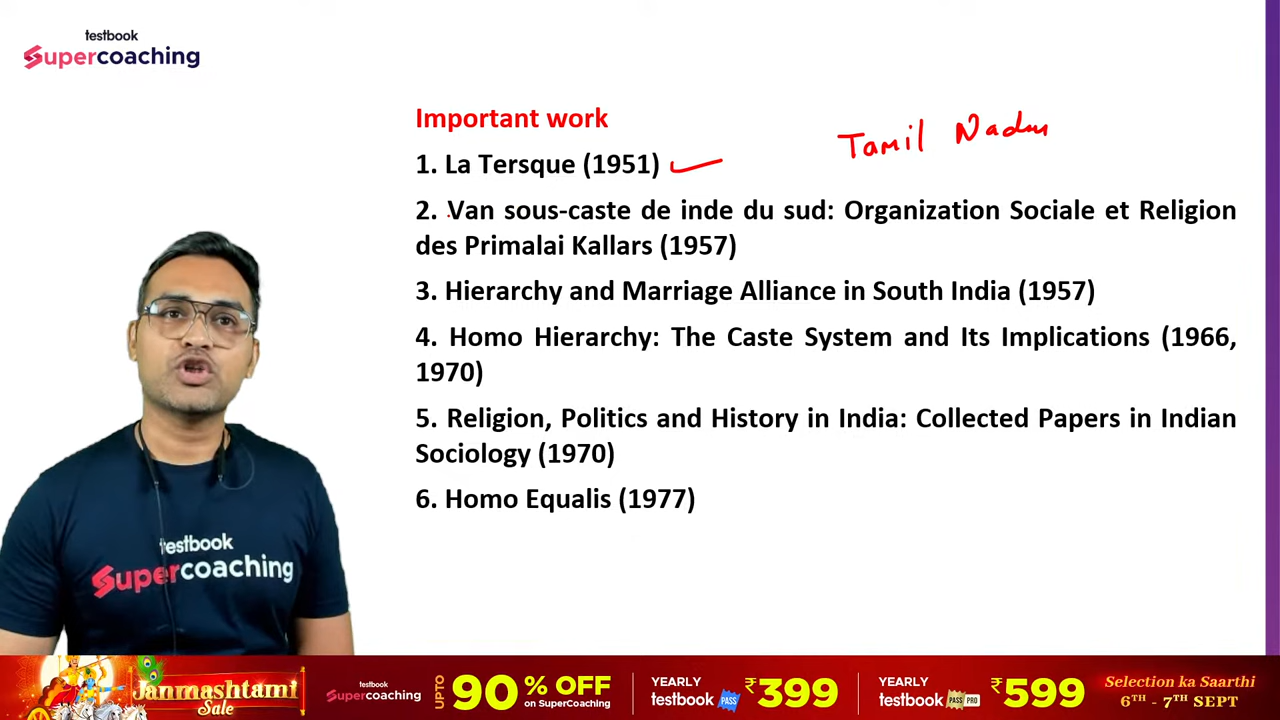 testbook
Supercoaching
Important work
Tamil Nadu
1. La Tersque (1951)
2. Van sous-caste de inde du sud: Organization Sociale et Religion
des Primalai Kallars (1957)
3. Hierarchy and Marriage Alliance in South India (1957)
4. Homo Hierarchy: The Caste System and Its Implications (1966,
1970)
5. Religion, Politics and History in India: Collected Papers in Indian
Sociology (1970)
6. Homo Equalis (1977)
testbook
Supercoaching
Janmashtami
Sale
testbook
Supercoaching
UPTO 90% OFF
on SuperCoaching
YEARLY
testbook PASS ₹399
YEARLY
testbook PASS PRO ₹599
Selection ka Saarthi
6TH - 7TH SEPT